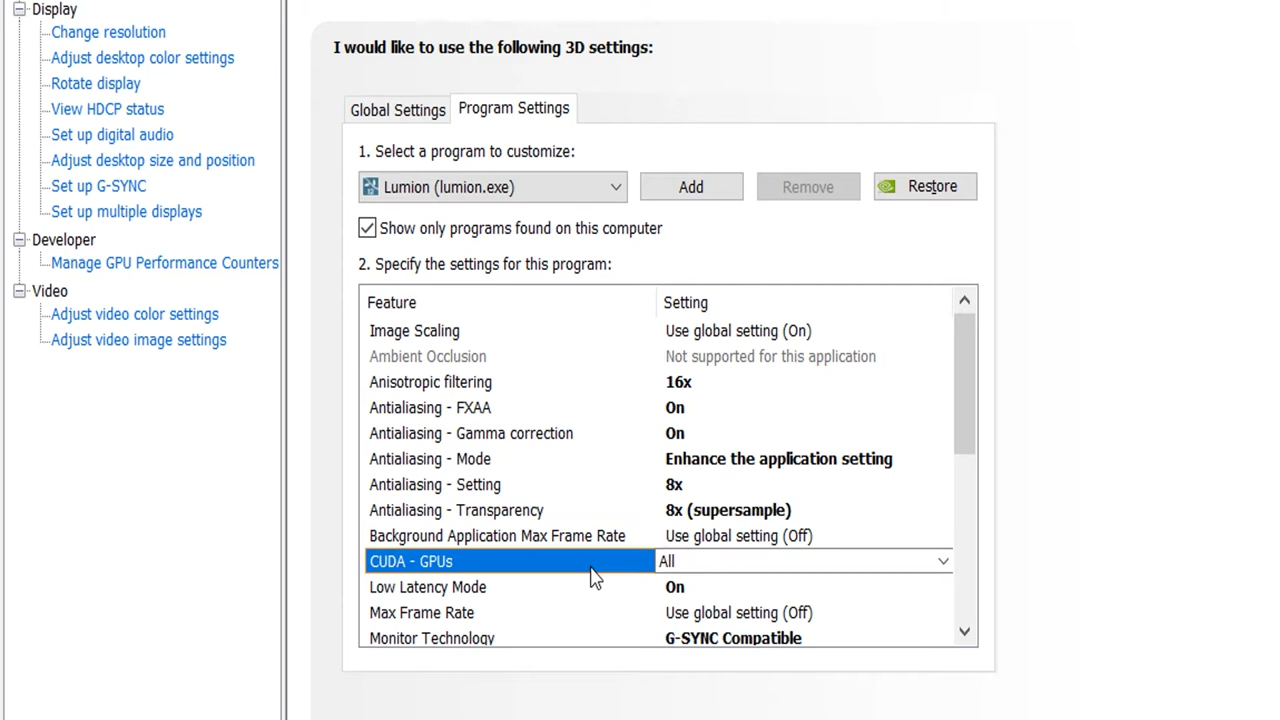 Display
Change resolution
Adjust desktop color settings
Rotate display
View HDCP status
Set up digital audio
Adjust desktop size and position
Set up G-SYNC
Set up multiple displays
Developer
Manage GPU Performance Counters
Video
Adjust video color settings
Adjust video image settings
I would like to use the following 3D settings:
Global Settings Program Settings
1. Select a program to customize:
Lumion (lumion.exe) Add Remove Restore
Show only programs found on this computer
2. Specify the settings for this program:
Feature Setting
Image Scaling Use global setting (On)
Ambient Occlusion Not supported for this application
Anisotropic filtering 16x
Antialiasing - FXAA On
Antialiasing - Gamma correction On
Antialiasing - Mode Enhance the application setting
Antialiasing - Setting 8x
Antialiasing - Transparency 8x (supersample)
Background Application Max Frame Rate Use global setting (Off)
CUDA - GPUs All
Low Latency Mode On
Max Frame Rate Use global setting (Off)
Monitor Technology G-SYNC Compatible